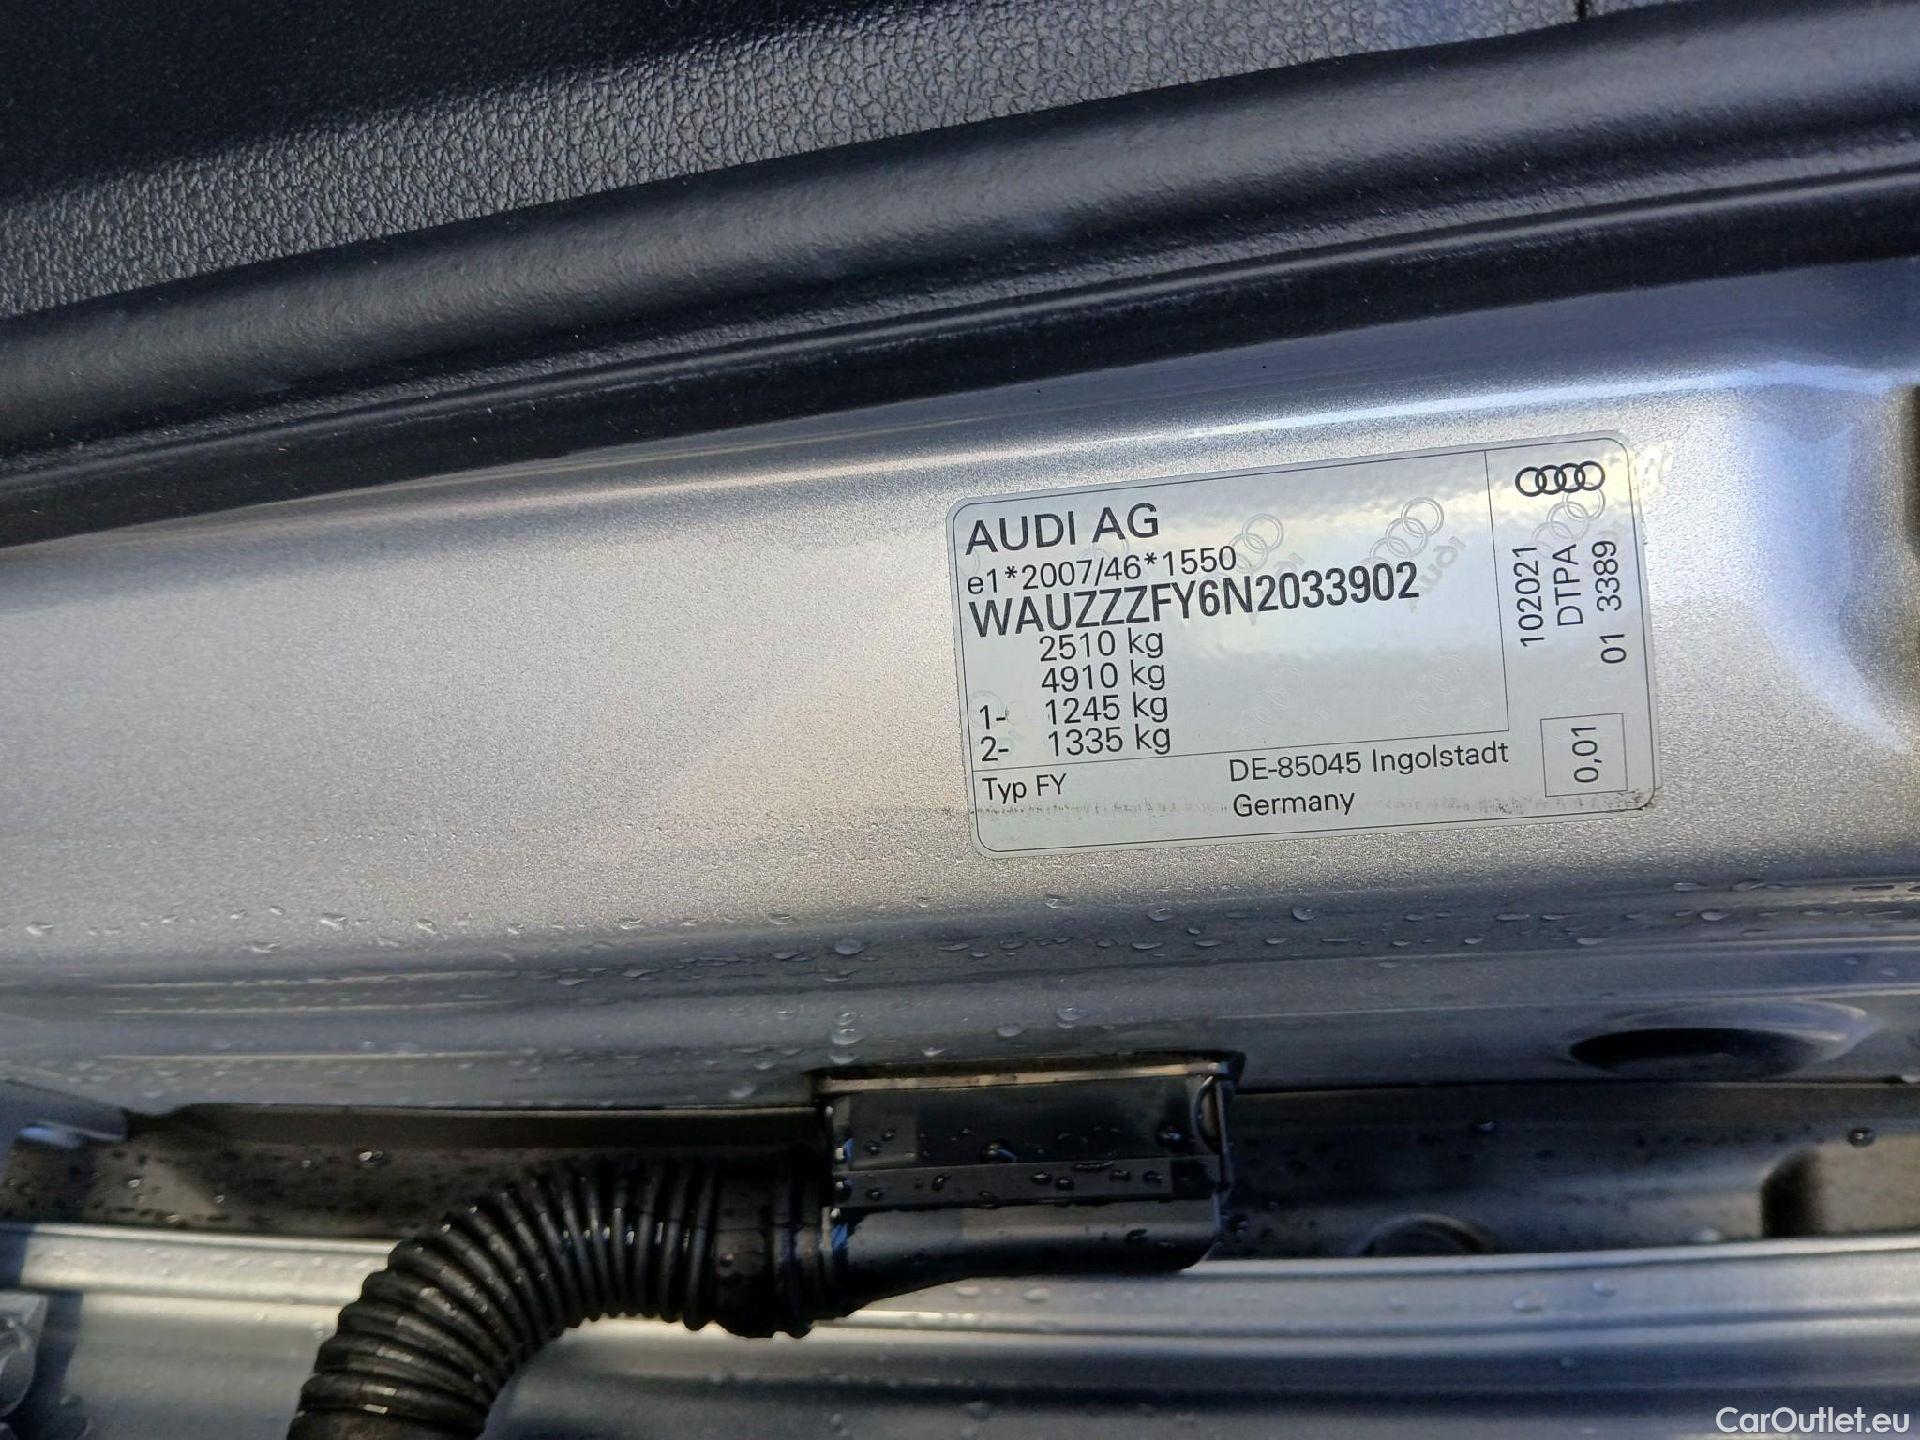 AUDI AG
e1*2007/46*1550
WAUZZZFY6N2033902
2510 kg
4910 kg
1- 1245 kg
2- 1335 kg
Typ FY
DE-85045 Ingolstadt
Germany
102021
DTPA
01 3389
0,01
Audi
CarOutlet.eu